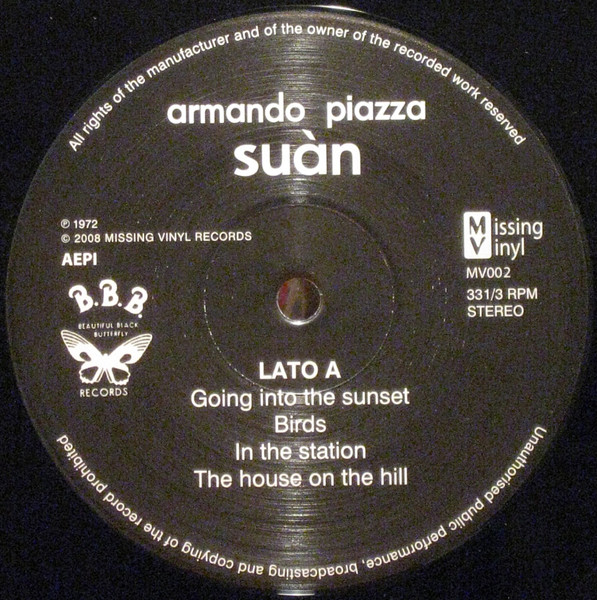 All rights of the manufacturer and of the owner of the recorded work reserved
armando piazza
suàn
℗ 1972
© 2008 MISSING VINYL RECORDS
AEPI
B.B.B.
BEAUTIFUL BLACK
BUTTERFLY
RECORDS
Missing
Vinyl
MV002
331/3 RPM
STEREO
LATO A
Going into the sunset
Birds
In the station
The house on the hill
Unauthorised public performance, broadcasting and copying of the record prohibited